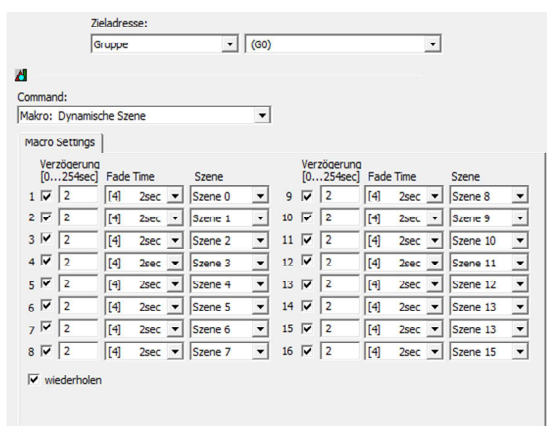 Zieladresse:
Gruppe (G0)
Command:
Makro: Dynamische Szene
Macro Settings
Verzögerung Verzögerung
[0...254sec] Fade Time Szene [0...254sec] Fade Time Szene
1 2 [4] 2sec Szene 0 9 2 [4] 2sec Szene 8
2 2 [4] 2sec Szene 1 10 2 [4] 2sec Szene 9
3 2 [4] 2sec Szene 2 11 2 [4] 2sec Szene 10
4 2 [4] 2sec Szene 3 12 2 [4] 2sec Szene 11
5 2 [4] 2sec Szene 4 13 2 [4] 2sec Szene 12
6 2 [4] 2sec Szene 5 14 2 [4] 2sec Szene 13
7 2 [4] 2sec Szene 6 15 2 [4] 2sec Szene 13
8 2 [4] 2sec Szene 7 16 2 [4] 2sec Szene 15
wiederholen